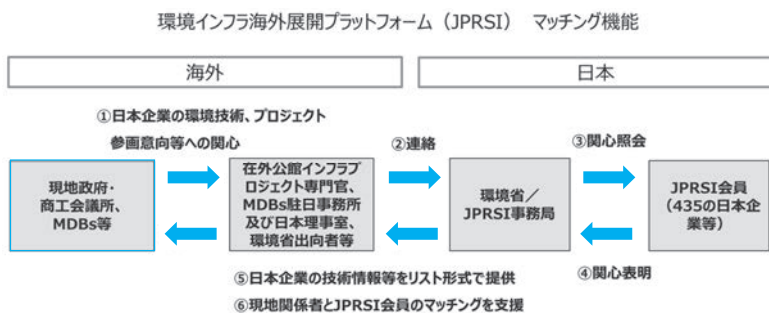 環境インフラ海外展開プラットフォーム（JPRSI）　マッチング機能
海外
日本
①日本企業の環境技術、プロジェクト
参画意向等への関心
②連絡
③関心照会
現地政府・
商工会議所、
MDBs等
在外公館インフラプ
ロジェクト専門官、
MDBs駐日事務所
及び日本理事室、
環境省出向者等
環境省／
JPRSI事務局
JPRSI会員
（435の日本企
業等）
④関心表明
⑤日本企業の技術情報等をリスト形式で提供
⑥現地関係者とJPRSI会員のマッチングを支援